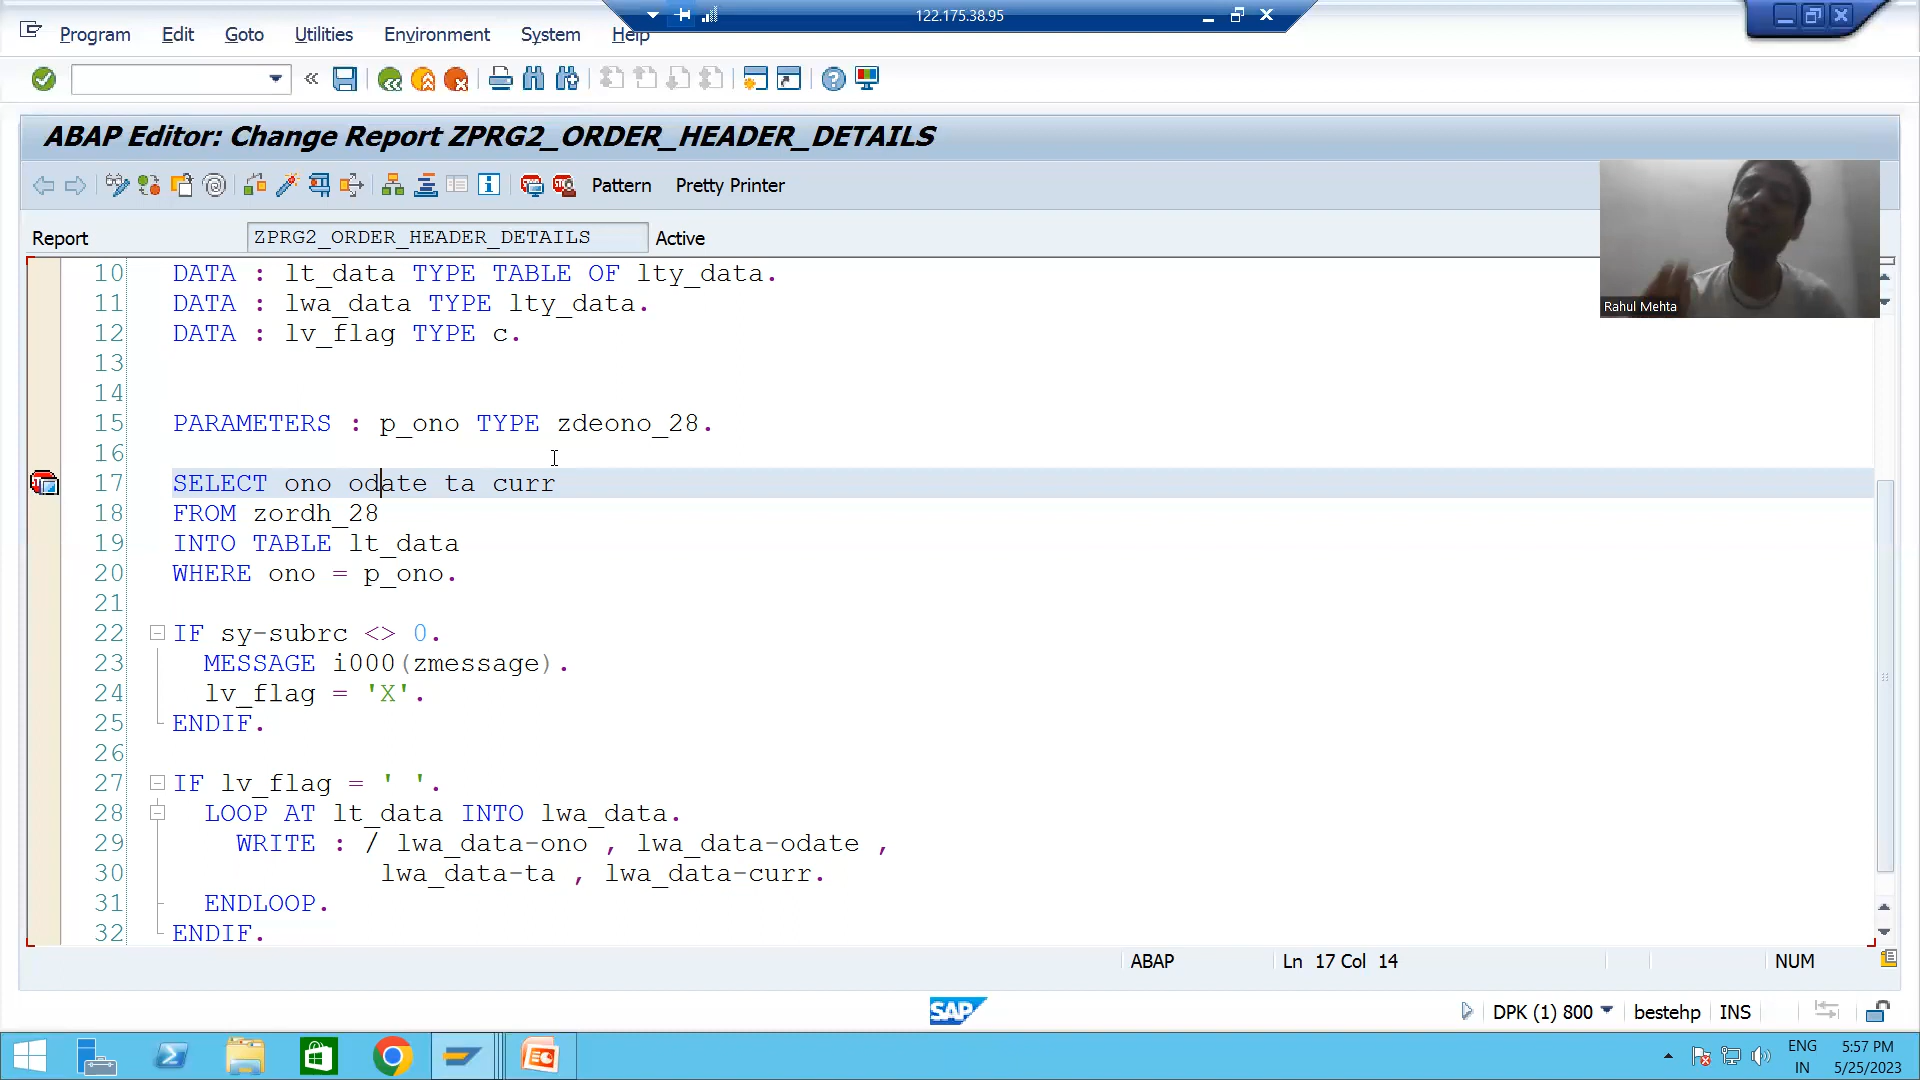 122.175.38.95
Program Edit Goto Utilities Environment System Help
ABAP Editor: Change Report ZPRG2_ORDER_HEADER_DETAILS
Pattern Pretty Printer
Report ZPRG2_ORDER_HEADER_DETAILS Active
Rahul Mehta
10 DATA : lt_data TYPE TABLE OF lty_data.
11 DATA : lwa_data TYPE lty_data.
12 DATA : lv_flag TYPE c.
13
14
15 PARAMETERS : p_ono TYPE zdeono_28.
16
17 SELECT ono odate ta curr
18 FROM zordh_28
19 INTO TABLE lt_data
20 WHERE ono = p_ono.
21
22 IF sy-subrc <> 0.
23 MESSAGE i000(zmessage).
24 lv_flag = 'X'.
25 ENDIF.
26
27 IF lv_flag = ' '.
28 LOOP AT lt_data INTO lwa_data.
29 WRITE : / lwa_data-ono , lwa_data-odate ,
30 lwa_data-ta , lwa_data-curr.
31 ENDLOOP.
32 ENDIF.
ABAP Ln 17 Col 14 NUM
SAP DPK (1) 800 bestehp INS
ENG 5:57 PM
IN 5/25/2023